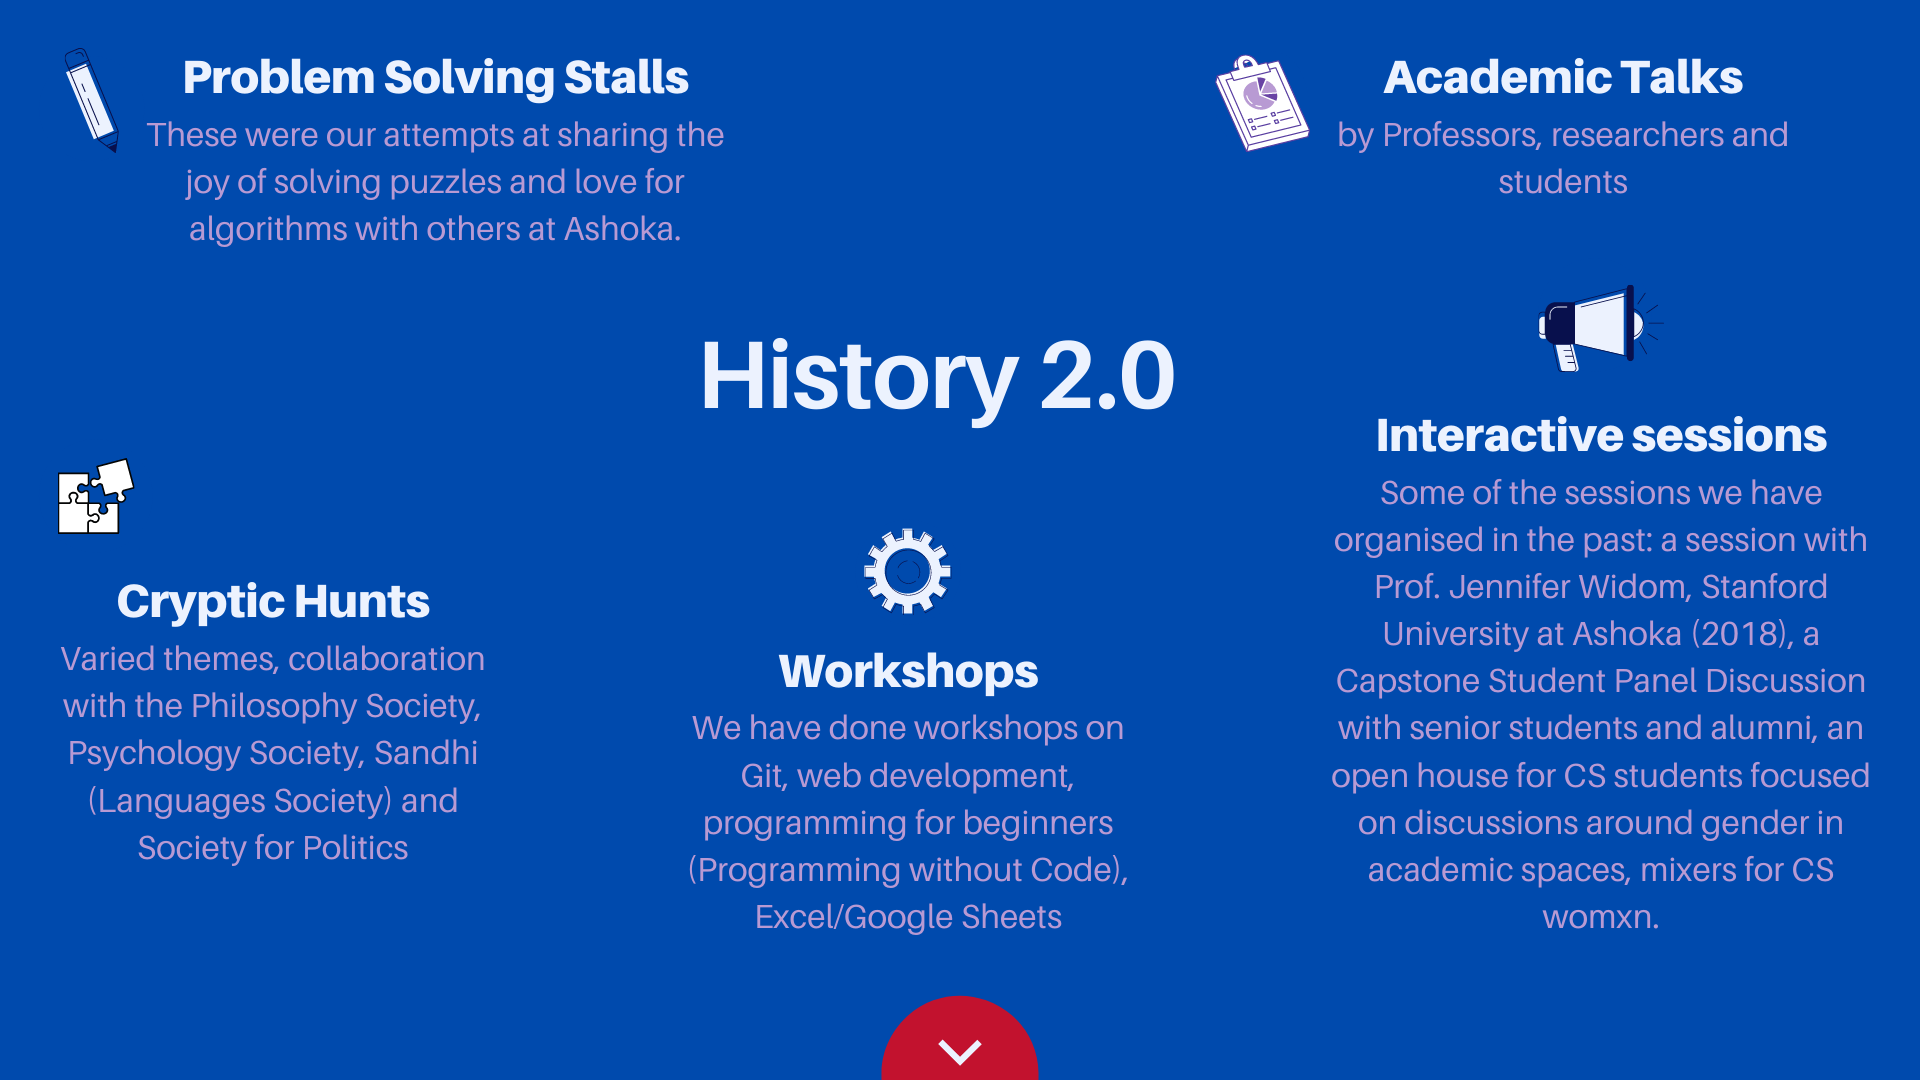 Problem Solving Stalls
These were our attempts at sharing the
joy of solving puzzles and love for
algorithms with others at Ashoka.
Academic Talks
by Professors, researchers and
students
History 2.0
Cryptic Hunts
Varied themes, collaboration
with the Philosophy Society,
Psychology Society, Sandhi
(Languages Society) and
Society for Politics
Workshops
We have done workshops on
Git, web development,
programming for beginners
(Programming without Code),
Excel/Google Sheets
Interactive sessions
Some of the sessions we have
organised in the past: a session with
Prof. Jennifer Widom, Stanford
University at Ashoka (2018), a
Capstone Student Panel Discussion
with senior students and alumni, an
open house for CS students focused
on discussions around gender in
academic spaces, mixers for CS
womxn.